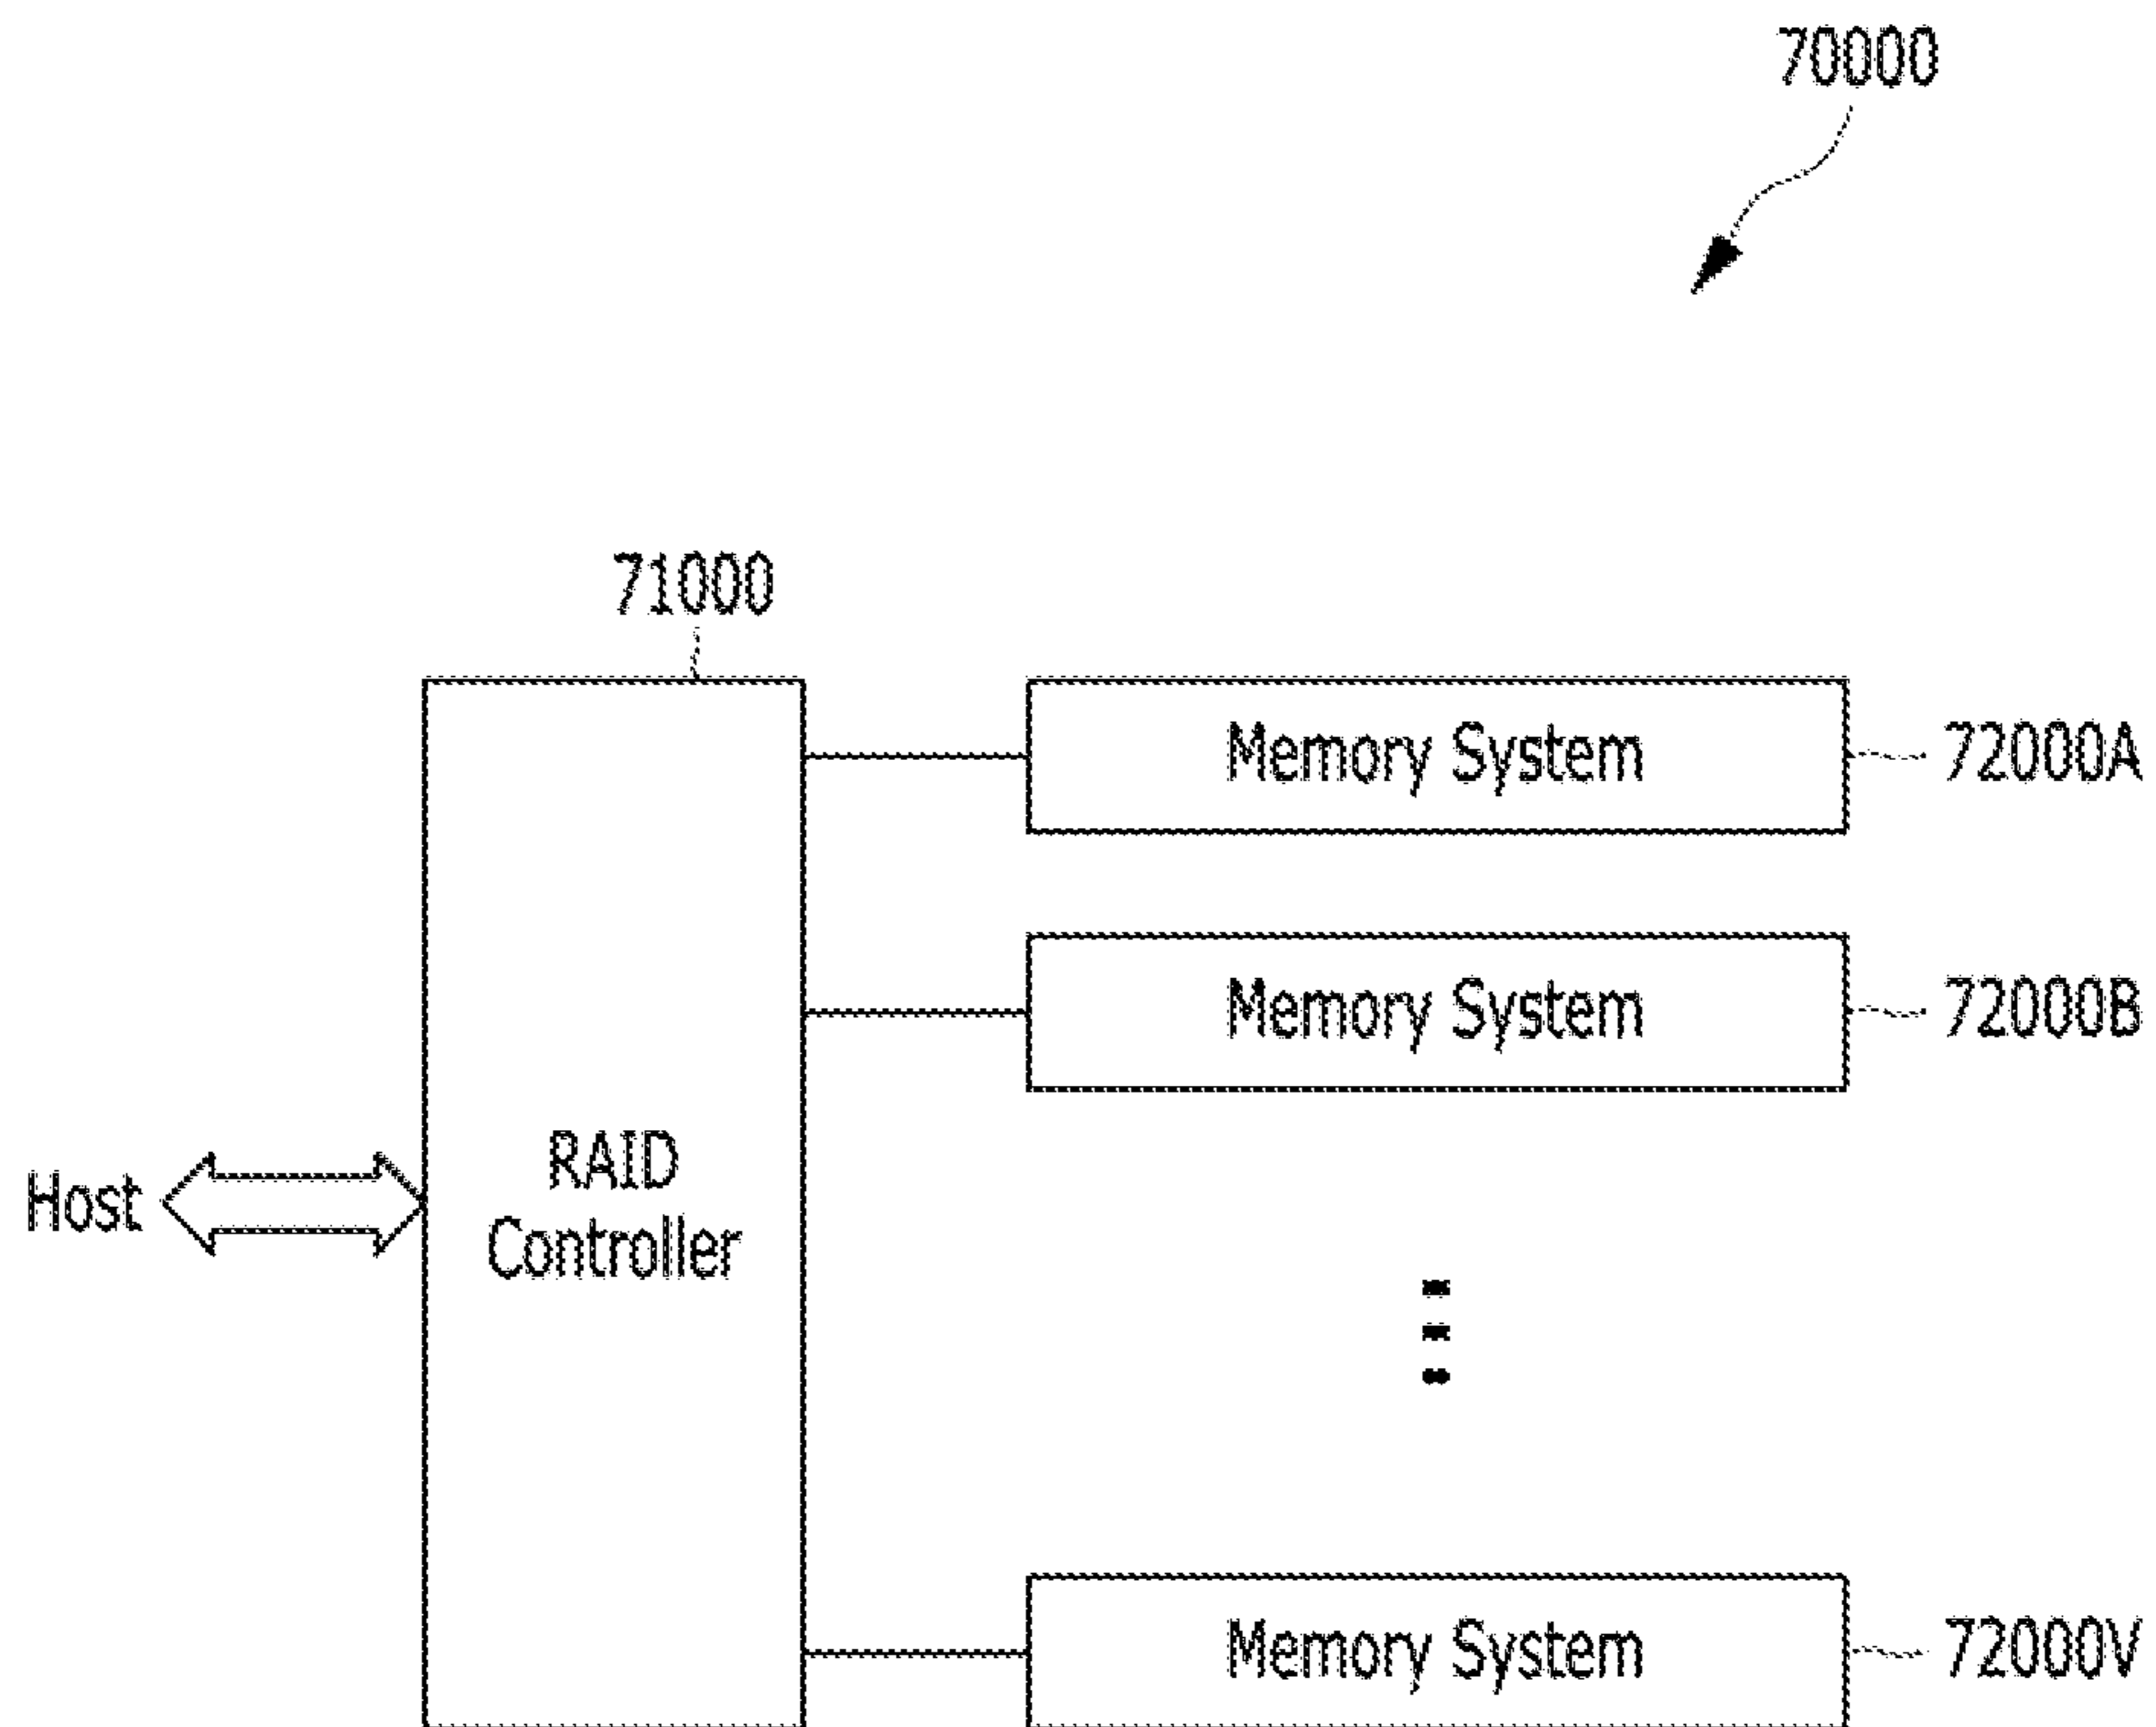 70000
71000
Memory System 72000A
Memory System 72000B
Host
RAID
Controller
Memory System 72000V